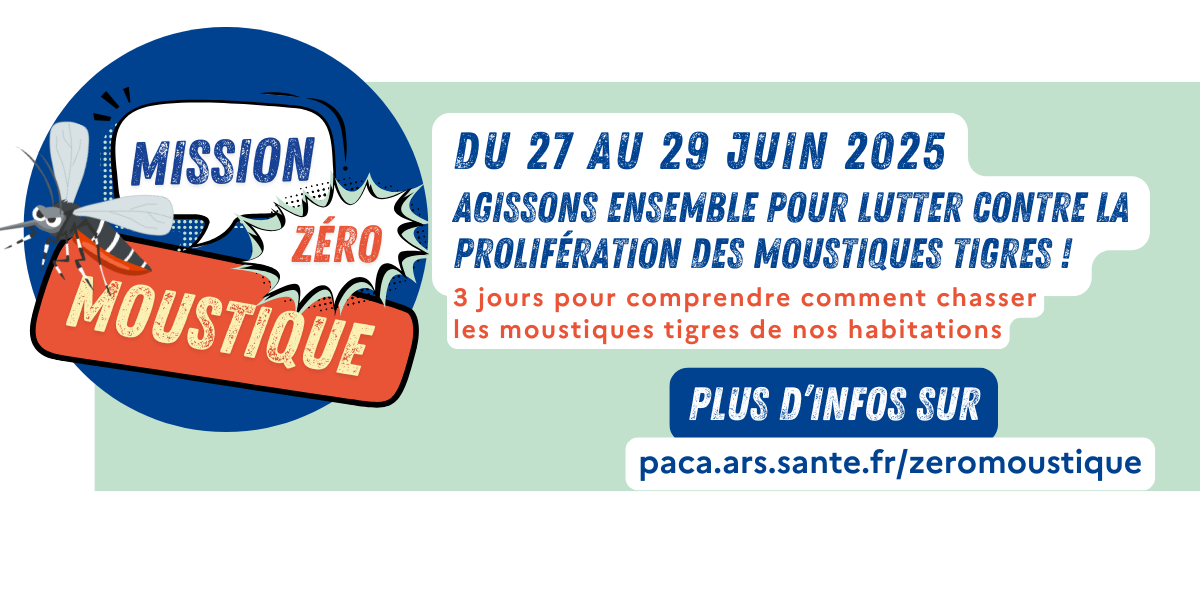 MISSION
ZÉRO
MOUSTIQUE
DU 27 AU 29 JUIN 2025
AGISSONS ENSEMBLE POUR LUTTER CONTRE LA
PROLIFÉRATION DES MOUSTIQUES TIGRES !
3 jours pour comprendre comment chasser
les moustiques tigres de nos habitations
PLUS D'INFOS SUR
paca.ars.sante.fr/zeromoustique